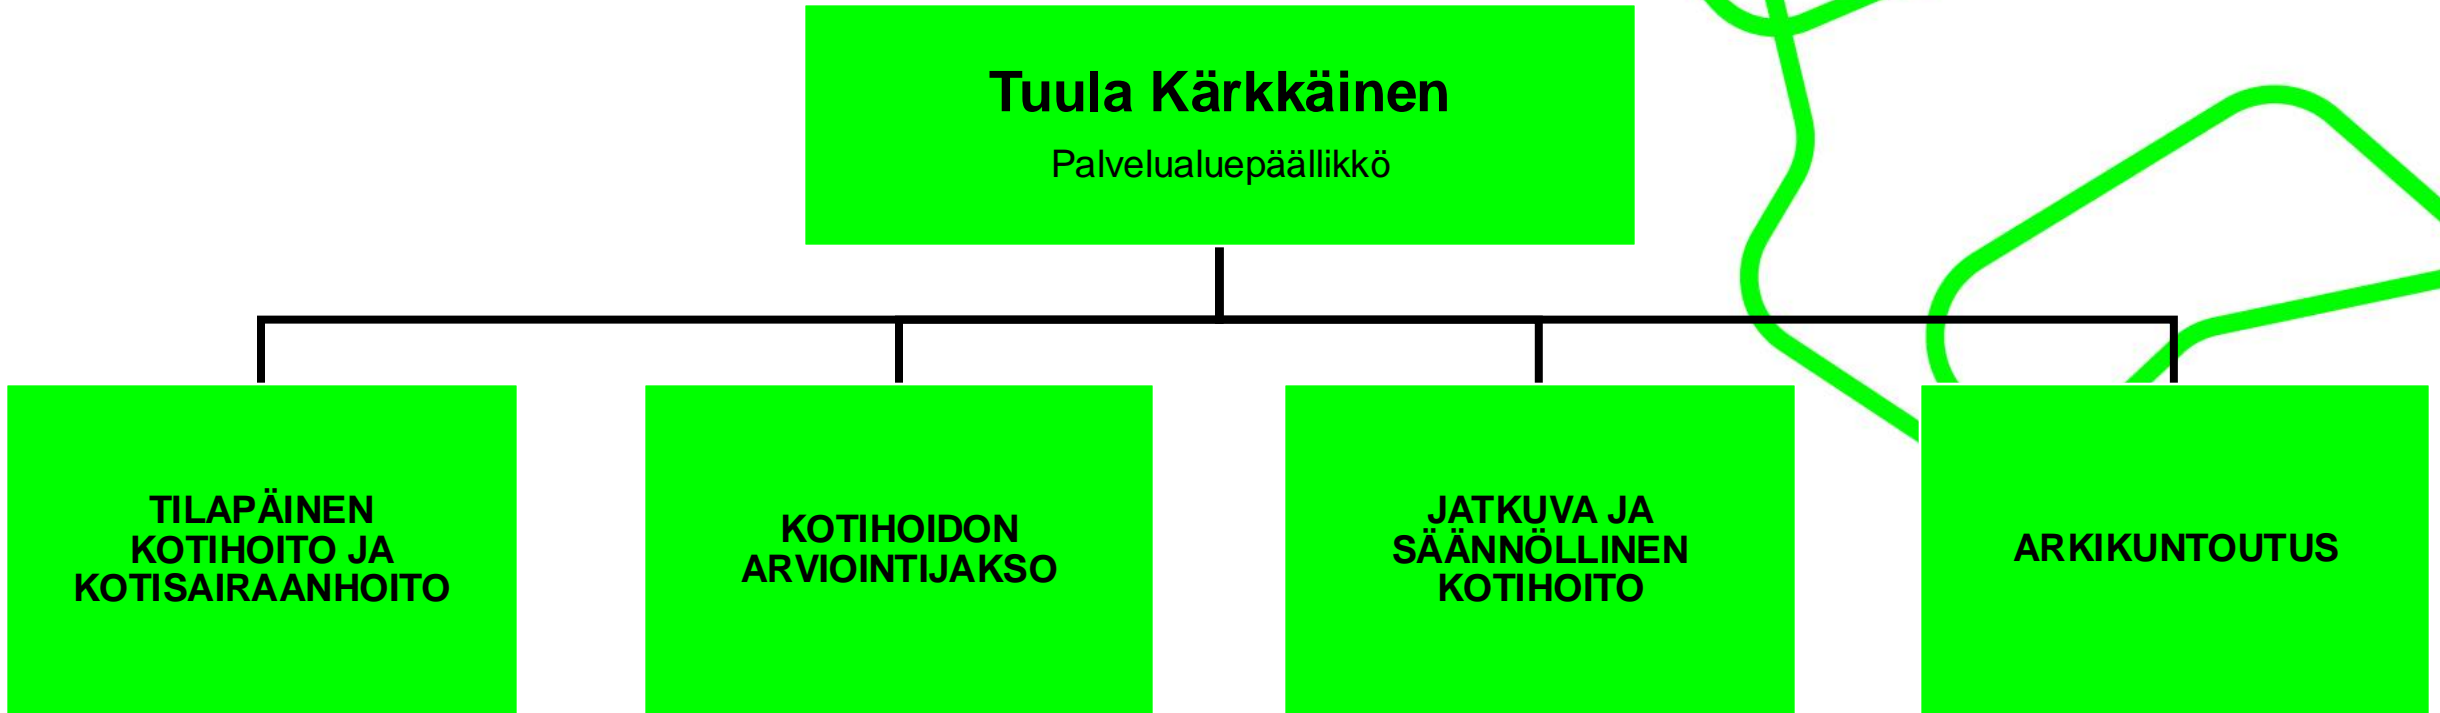 Tuula Kärkkäinen
Palvelualuepäällikkö
TILAPÄINEN
KOTIHOITO JA
KOTISAIRAANHOITO
KOTIHOIDON
ARVIOINTIJAKSO
JATKUVA JA
SÄÄNNÖLLINEN
KOTIHOITO
ARKIKUNTOUTUS